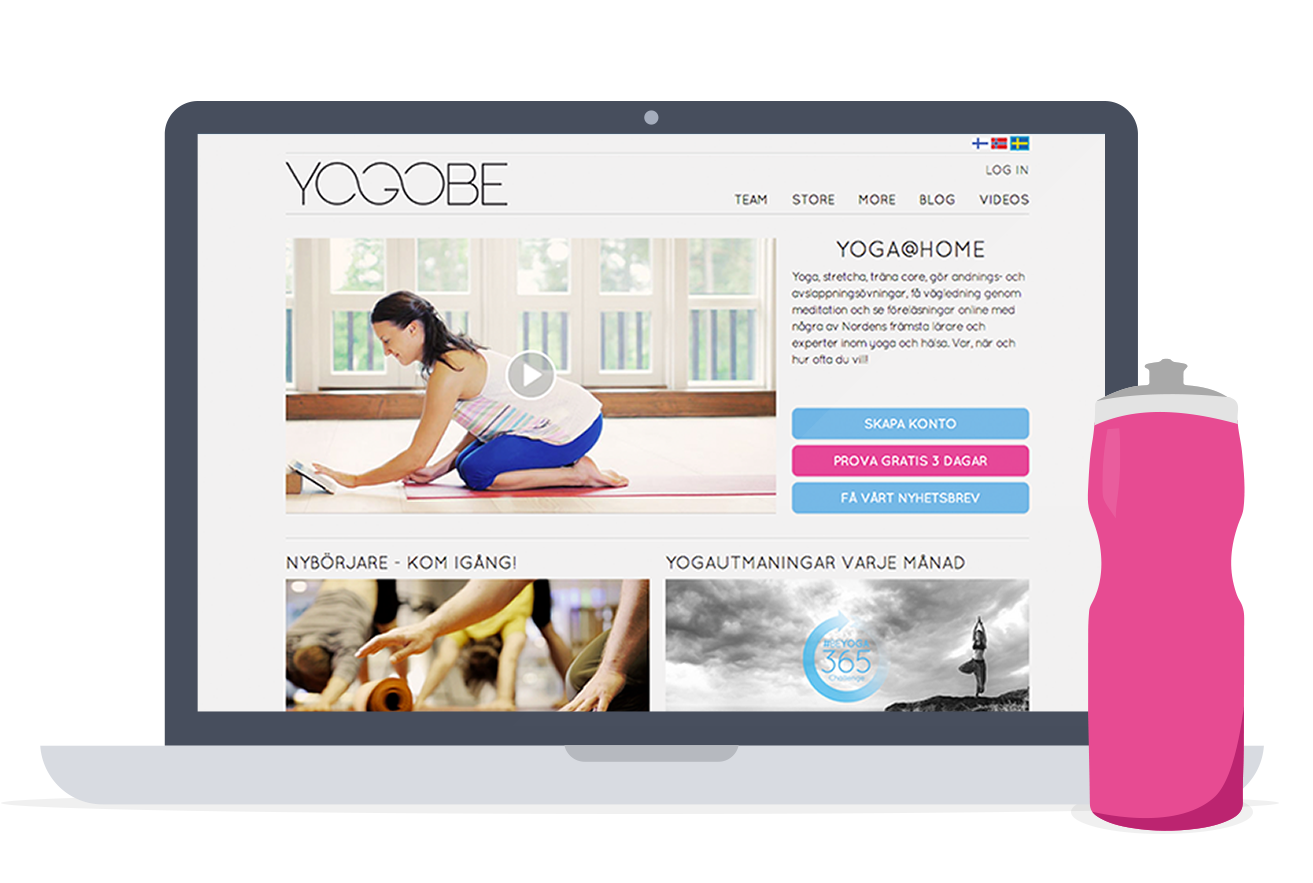 YOGOBE
LOG IN
TEAM STORE MORE BLOG VIDEOS
YOGA@HOME
Yoga, stretcha, träna core, gör andnings- och
avslappningsövningar, få vägledning genom
meditation och se föreläsningar online med
några av Nordens främsta lärare och
experter inom yoga och hälsa. Var, när och
hur ofta du vill!
SKAPA KONTO
PROVA GRATIS 3 DAGAR
FÅ VÅRT NYHETSBREV
NYBÖRJARE - KOM IGÅNG!
YOGAUTMANINGAR VARJE MÅNAD
365
Challenge